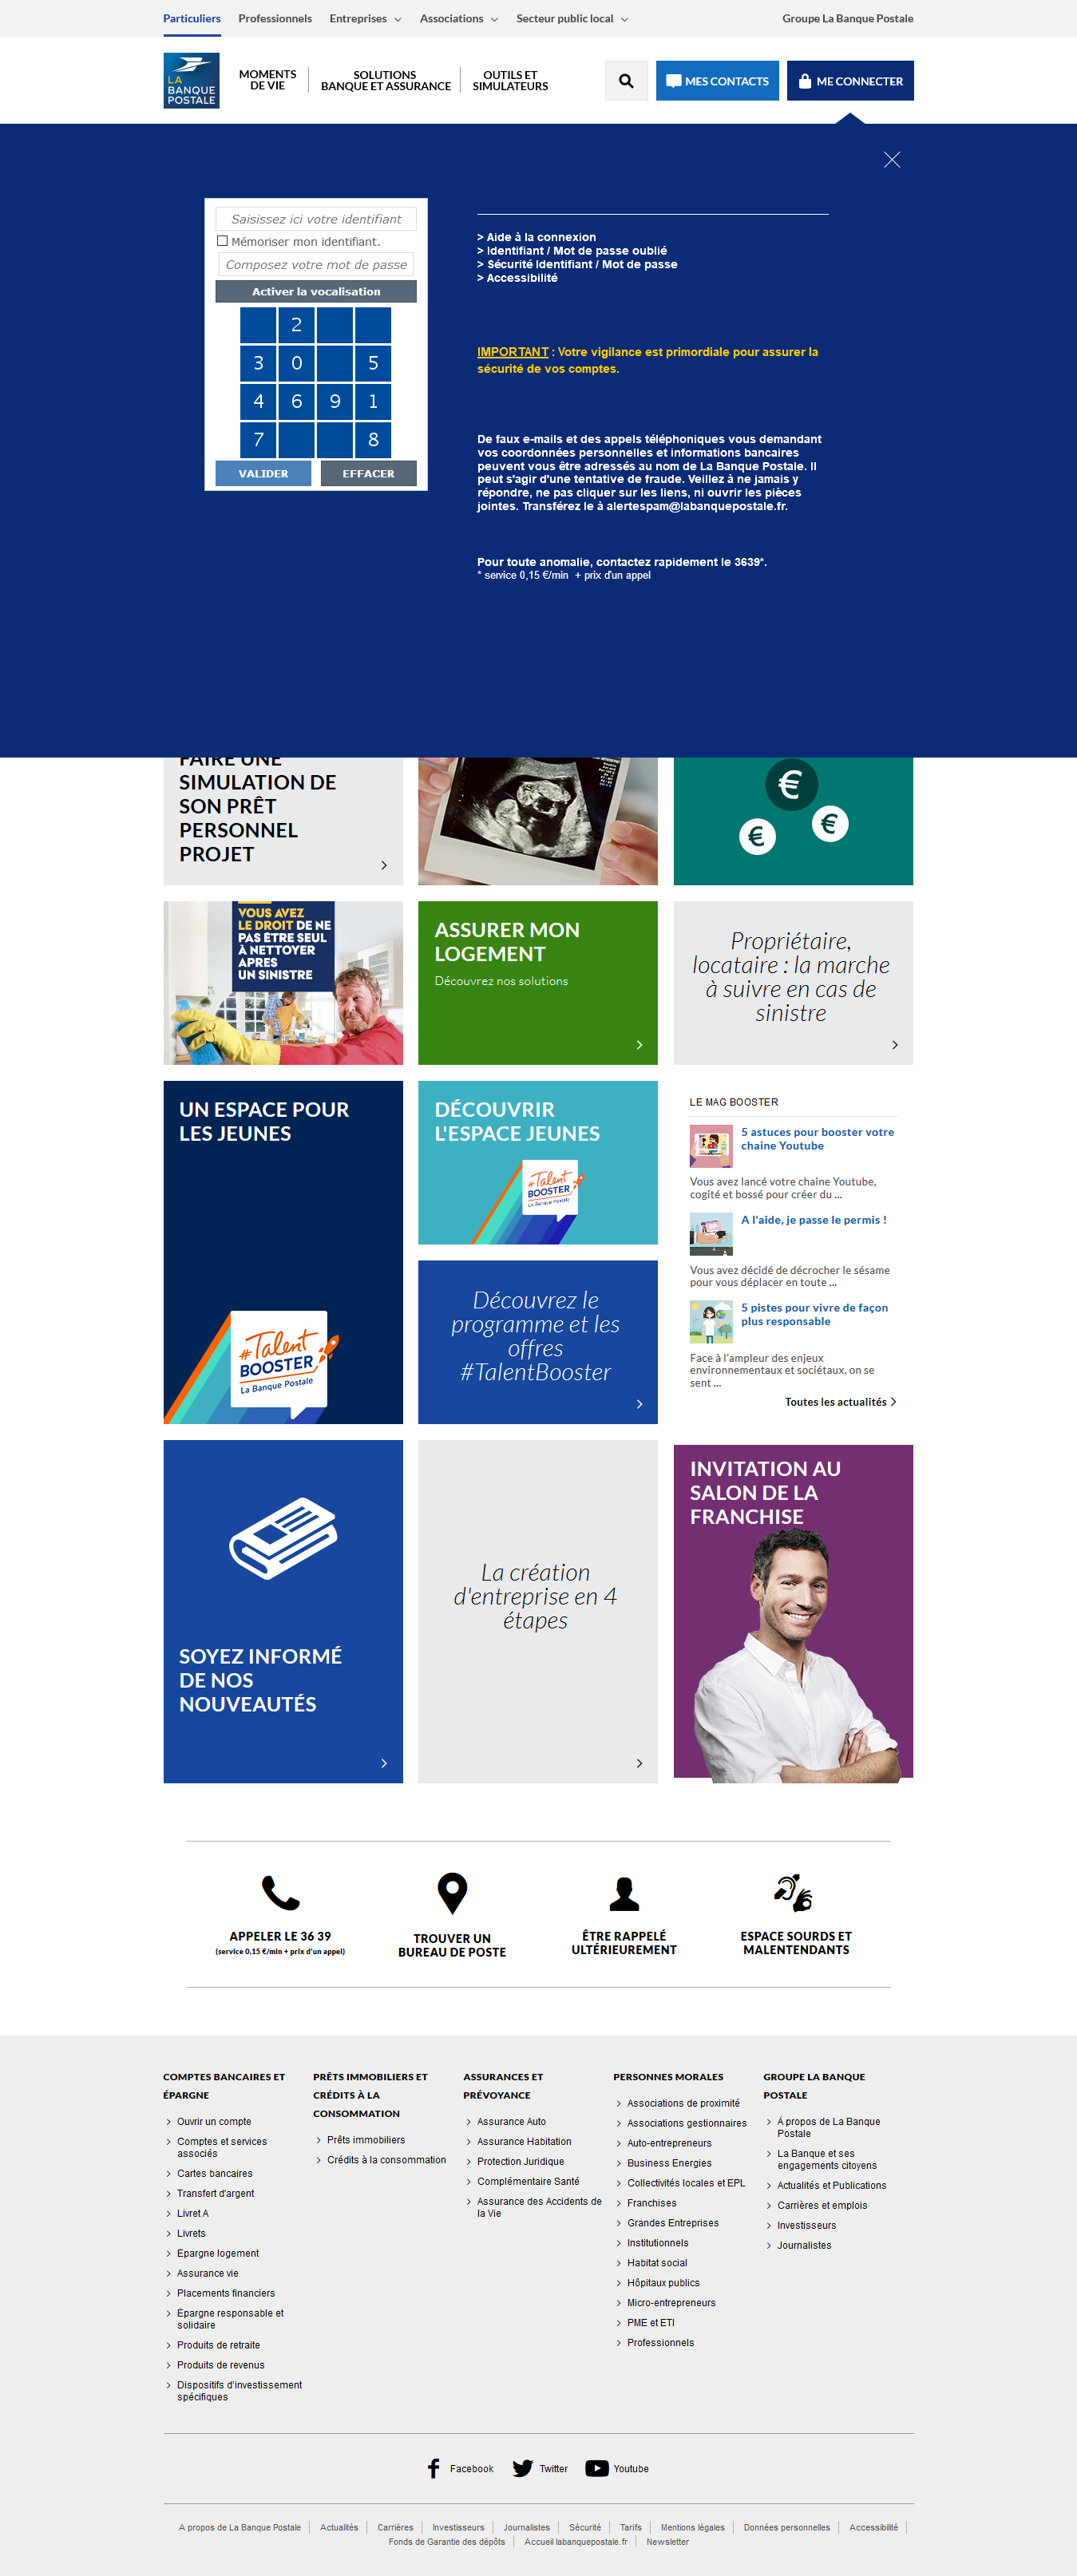 Particuliers
Professionnels
Entreprises
Associations
Secteur public local
Groupe La Banque Postale
LA
BANQUE
POSTALE
MOMENTS
DE VIE
SOLUTIONS
BANQUE ET ASSURANCE
OUTILS ET
SIMULATEURS
MES CONTACTS
ME CONNECTER
Saisissez ici votre identifiant
Mémoriser mon identifiant.
Composez votre mot de passe
Activer la vocalisation
2
3 0 5
4 6 9 1
7 8
VALIDER
EFFACER
> Aide à la connexion
> Identifiant / Mot de passe oublié
> Sécurité Identifiant / Mot de passe
> Accessibilité
IMPORTANT : Votre vigilance est primordiale pour assurer la
sécurité de vos comptes.
De faux e-mails et des appels téléphoniques vous demandant
vos coordonnées personnelles et informations bancaires
peuvent vous être adressés au nom de La Banque Postale. Il
peut s'agir d'une tentative de fraude. Veillez à ne jamais y
répondre, ne pas cliquer sur les liens, ni ouvrir les pièces
jointes. Transférez le à alertespam@labanquepostale.fr.
Pour toute anomalie, contactez rapidement le 3639*.
* service 0,15 €/min + prix d'un appel
FAIRE UNE
SIMULATION DE
SON PRÊT
PERSONNEL
PROJET
€
€
€
VOUS AVEZ
LE DROIT DE NE
PAS ÊTRE SEUL
À NETTOYER
APRES
UN SINISTRE
ASSURER MON
LOGEMENT
Découvrez nos solutions
Propriétaire,
locataire : la marche
à suivre en cas de
sinistre
UN ESPACE POUR
LES JEUNES
#Talent
BOOSTER
La Banque Postale
DÉCOUVRIR
L'ESPACE JEUNES
#Talent
BOOSTER
La Banque Postale
Découvrez le
programme et les
offres
#TalentBooster
LE MAG BOOSTER
5 astuces pour booster votre
chaine Youtube
Vous avez lancé votre chaine Youtube,
cogité et bossé pour créer du ...
A l'aide, je passe le permis !
Vous avez décidé de décrocher le sésame
pour vous déplacer en toute ...
5 pistes pour vivre de façon
plus responsable
Face à l'ampleur des enjeux
environnementaux et sociétaux, on se
sent ...
Toutes les actualités
SOYEZ INFORMÉ
DE NOS
NOUVEAUTÉS
La création
d'entreprise en 4
étapes
INVITATION AU
SALON DE LA
FRANCHISE
APPELER LE 36 39
(service 0,15 €/min + prix d'un appel)
TROUVER UN
BUREAU DE POSTE
ÊTRE RAPPELÉ
ULTÉRIEUREMENT
ESPACE SOURDS ET
MALENTENDANTS
COMPTES BANCAIRES ET
ÉPARGNE
Ouvrir un compte
Comptes et services
associés
Cartes bancaires
Transfert d'argent
Livret A
Livrets
Épargne logement
Assurance vie
Placements financiers
Épargne responsable et
solidaire
Produits de retraite
Produits de revenus
Dispositifs d'investissement
spécifiques
PRÊTS IMMOBILIERS ET
CRÉDITS À LA
CONSOMMATION
Prêts immobiliers
Crédits à la consommation
ASSURANCES ET
PRÉVOYANCE
Assurance Auto
Assurance Habitation
Protection Juridique
Complémentaire Santé
Assurance des Accidents de
la Vie
PERSONNES MORALES
Associations de proximité
Associations gestionnaires
Auto-entrepreneurs
Business Energies
Collectivités locales et EPL
Franchises
Grandes Entreprises
Institutionnels
Habitat social
Hôpitaux publics
Micro-entrepreneurs
PME et ETI
Professionnels
GROUPE LA BANQUE
POSTALE
À propos de La Banque
Postale
La Banque et ses
engagements citoyens
Actualités et Publications
Carrières et emplois
Investisseurs
Journalistes
Facebook
Twitter
Youtube
A propos de La Banque Postale
Actualités
Carrières
Investisseurs
Journalistes
Sécurité
Tarifs
Mentions légales
Données personnelles
Accessibilité
Fonds de Garantie des dépôts
Accueil labanquepostale.fr
Newsletter